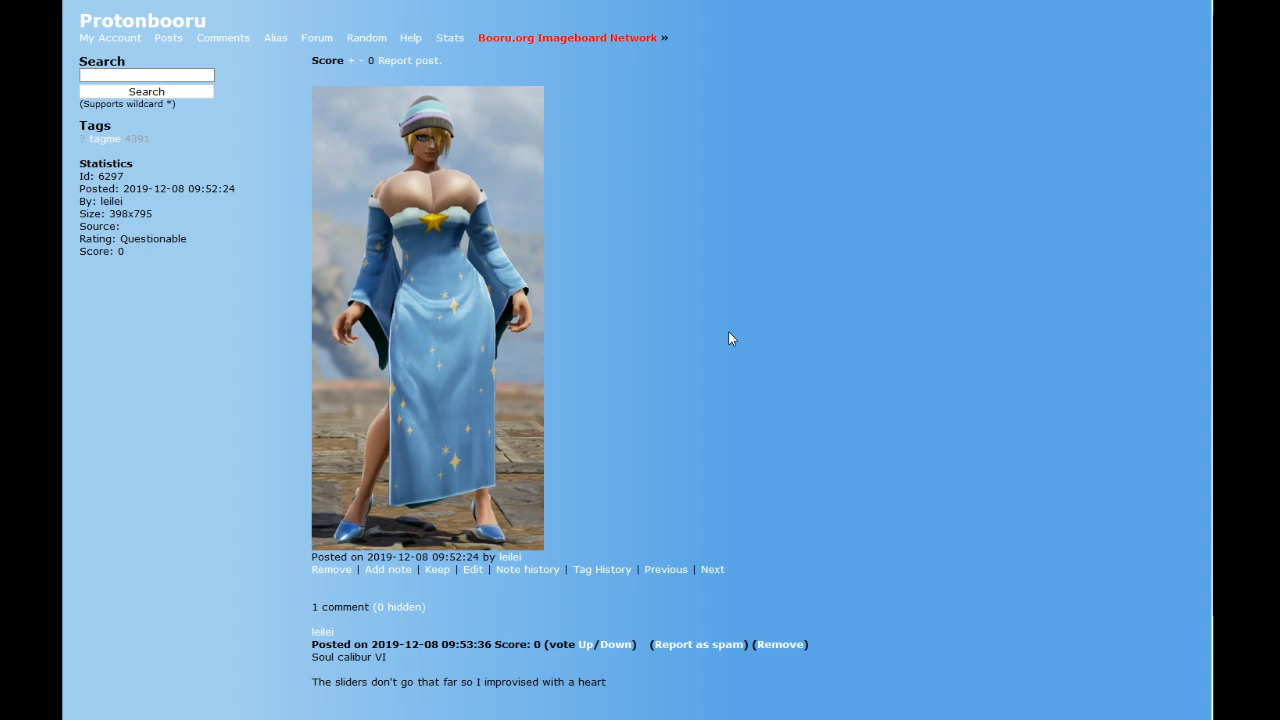 Protonbooru
My Account Posts Comments Alias Forum Random Help Stats Booru.org Imageboard Network »
Search
Search
(Supports wildcard *)
Tags
? tagme 4391
Statistics
Id: 6297
Posted: 2019-12-08 09:52:24
By: leilei
Size: 398x795
Source:
Rating: Questionable
Score: 0
Score + - 0 Report post.
Posted on 2019-12-08 09:52:24 by leilei
Remove | Add note | Keep | Edit | Note history | Tag History | Previous | Next
1 comment (0 hidden)
leilei
Posted on 2019-12-08 09:53:36 Score: 0 (vote Up/Down) (Report as spam) (Remove)
Soul calibur VI
The sliders don't go that far so I improvised with a heart